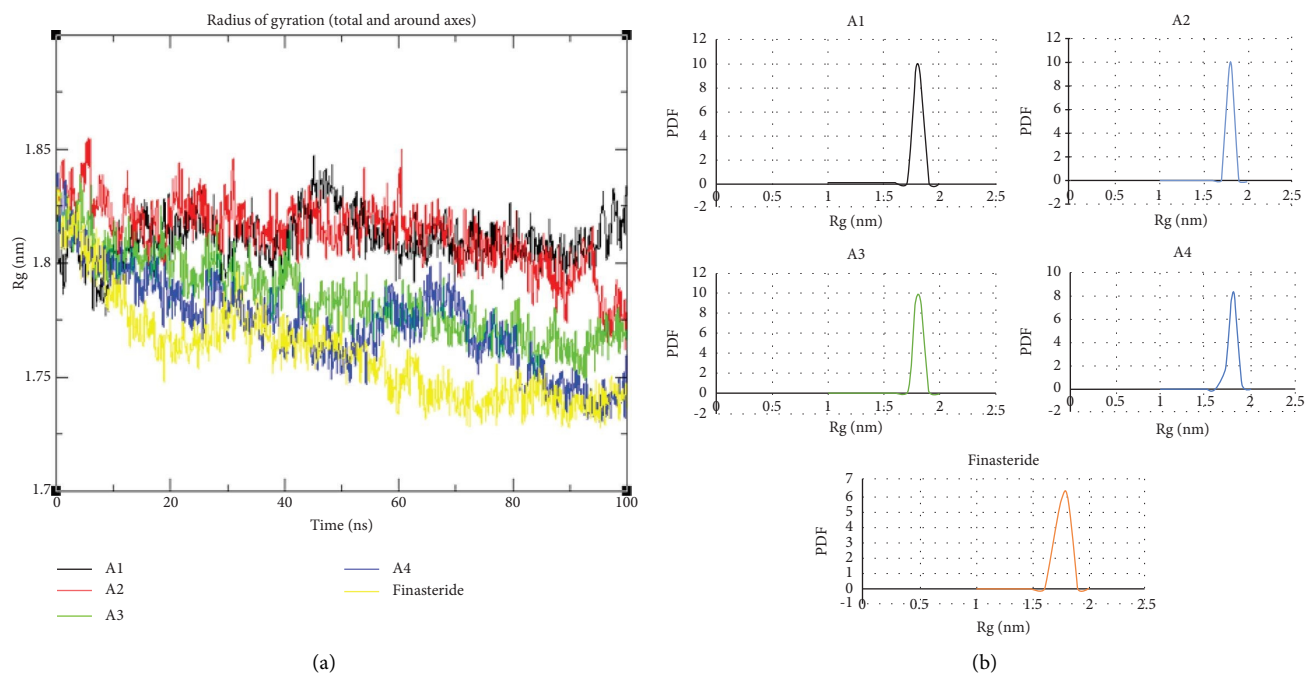 Radius of gyration (total and around axes)
Rg (nm)
1.85
1.8
1.75
1.7
0 20 40 60 80 100
Time (ns)
A1
A2
A3
A4
Finasteride
(a)
A1
PDF
12
10
8
6
4
2
0
-2
0 0.5 1 1.5 2 2.5
Rg (nm)
A2
PDF
12
10
8
6
4
2
0
-2
0 0.5 1 1.5 2 2.5
Rg (nm)
A3
PDF
12
10
8
6
4
2
0
-2
0 0.5 1 1.5 2 2.5
Rg (nm)
A4
PDF
10
8
6
4
2
0
-2
0 0.5 1 1.5 2 2.5
Rg (nm)
Finasteride
PDF
7
6
5
4
3
2
1
0
-1
0 0.5 1 1.5 2 2.5
Rg (nm)
(b)